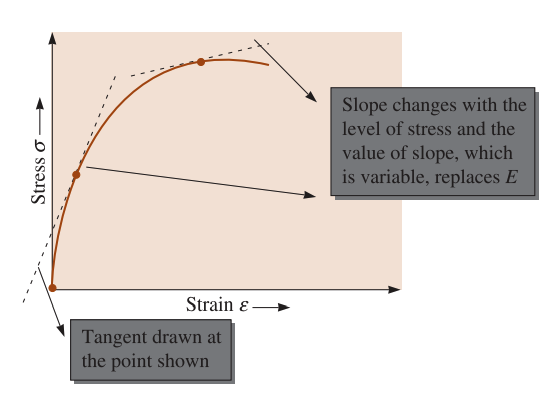 Slope changes with the
level of stress and the
value of slope, which
is variable, replaces E
Stress σ
Strain ε
Tangent drawn at
the point shown